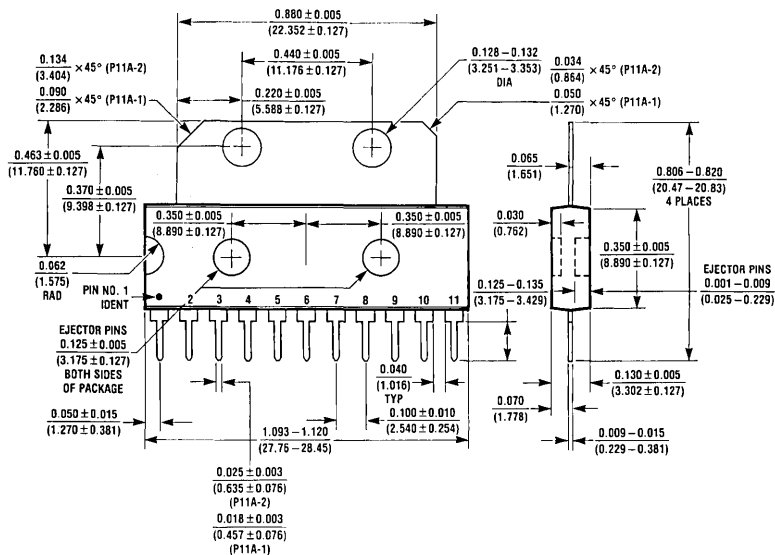 0.880 ± 0.005
(22.352 ± 0.127)
0.134
(3.404)
× 45° (P11A-2)
0.440 ± 0.005
(11.176 ± 0.127)
0.128 – 0.132
(3.251 – 3.353)
DIA
0.034
(0.864)
× 45° (P11A-2)
0.090
(2.286)
× 45° (P11A-1)
0.220 ± 0.005
(5.588 ± 0.127)
0.050
(1.270)
× 45° (P11A-1)
0.463 ± 0.005
(11.760 ± 0.127)
0.370 ± 0.005
(9.398 ± 0.127)
0.065
(1.651)
0.806 – 0.820
(20.47 – 20.83)
4 PLACES
0.350 ± 0.005
(8.890 ± 0.127)
0.350 ± 0.005
(8.890 ± 0.127)
0.030
(0.762)
0.350 ± 0.005
(8.890 ± 0.127)
0.062
(1.575)
RAD
PIN NO. 1
IDENT
0.125 – 0.135
(3.175 – 3.429)
EJECTOR PINS
0.001 – 0.009
(0.025 – 0.229)
2 3 4 5 6 7 8 9 10 11
EJECTOR PINS
0.125 ± 0.005
(3.175 ± 0.127)
BOTH SIDES
OF PACKAGE
0.040
(1.016)
TYP
0.130 ± 0.005
(3.302 ± 0.127)
0.070
(1.778)
0.050 ± 0.015
(1.270 ± 0.381)
1.093 – 1.120
(27.76 – 28.45)
0.100 ± 0.010
(2.540 ± 0.254)
0.009 – 0.015
(0.229 – 0.381)
0.025 ± 0.003
(0.635 ± 0.076)
(P11A-2)
0.018 ± 0.003
(0.457 ± 0.076)
(P11A-1)